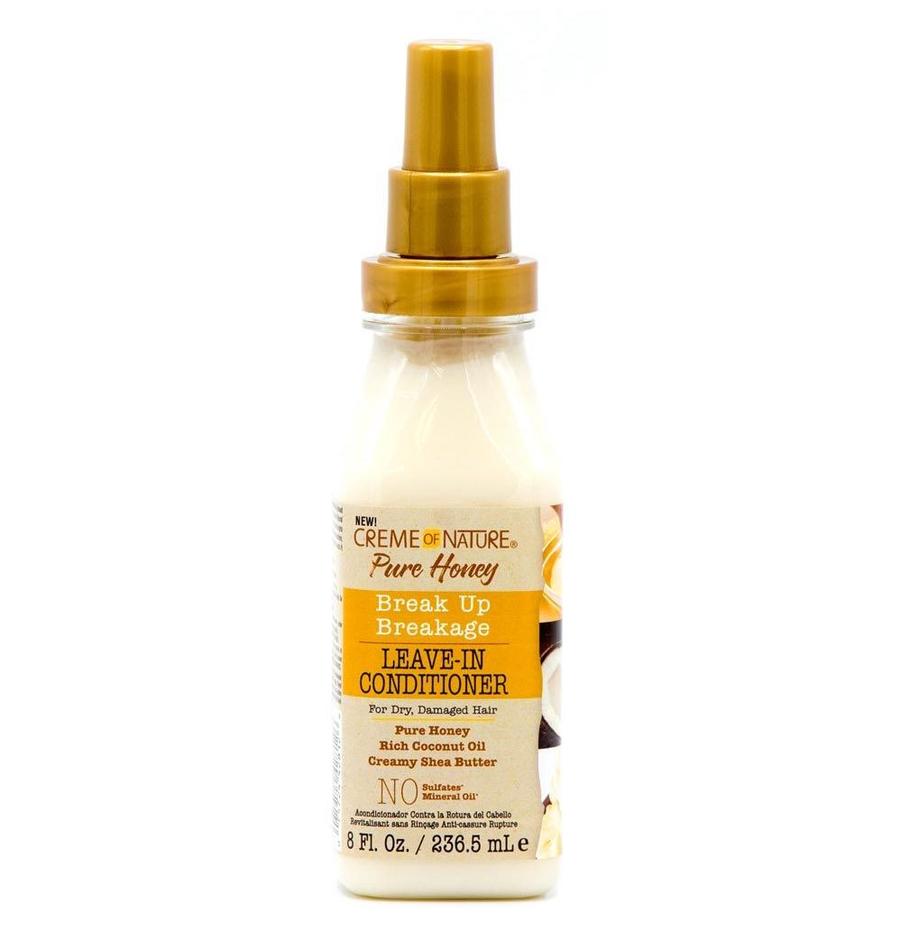 NEW!
CREME OF NATURE®
Pure Honey
Break Up
Breakage
LEAVE-IN
CONDITIONER
For Dry, Damaged Hair
Pure Honey
Rich Coconut Oil
Creamy Shea Butter
NO Sulfates*
Mineral Oil*
Acondicionador Contra la Rotura del Cabello
Revitalisant sans Rinçage Anti-cassure Rupture
8 Fl. Oz. / 236.5 mL e